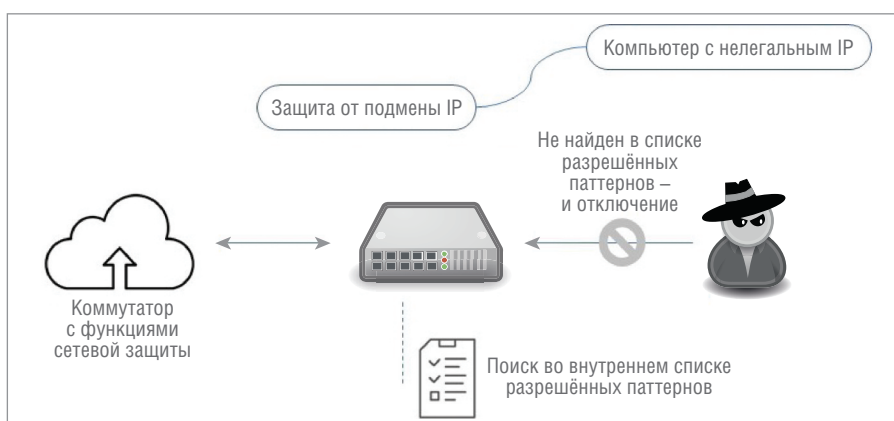 Компьютер с нелегальным IP
Защита от подмены IP
Не найден в списке
разрешённых
паттернов –
и отключение
Коммутатор
с функциями
сетевой защиты
Поиск во внутреннем списке
разрешённых паттернов